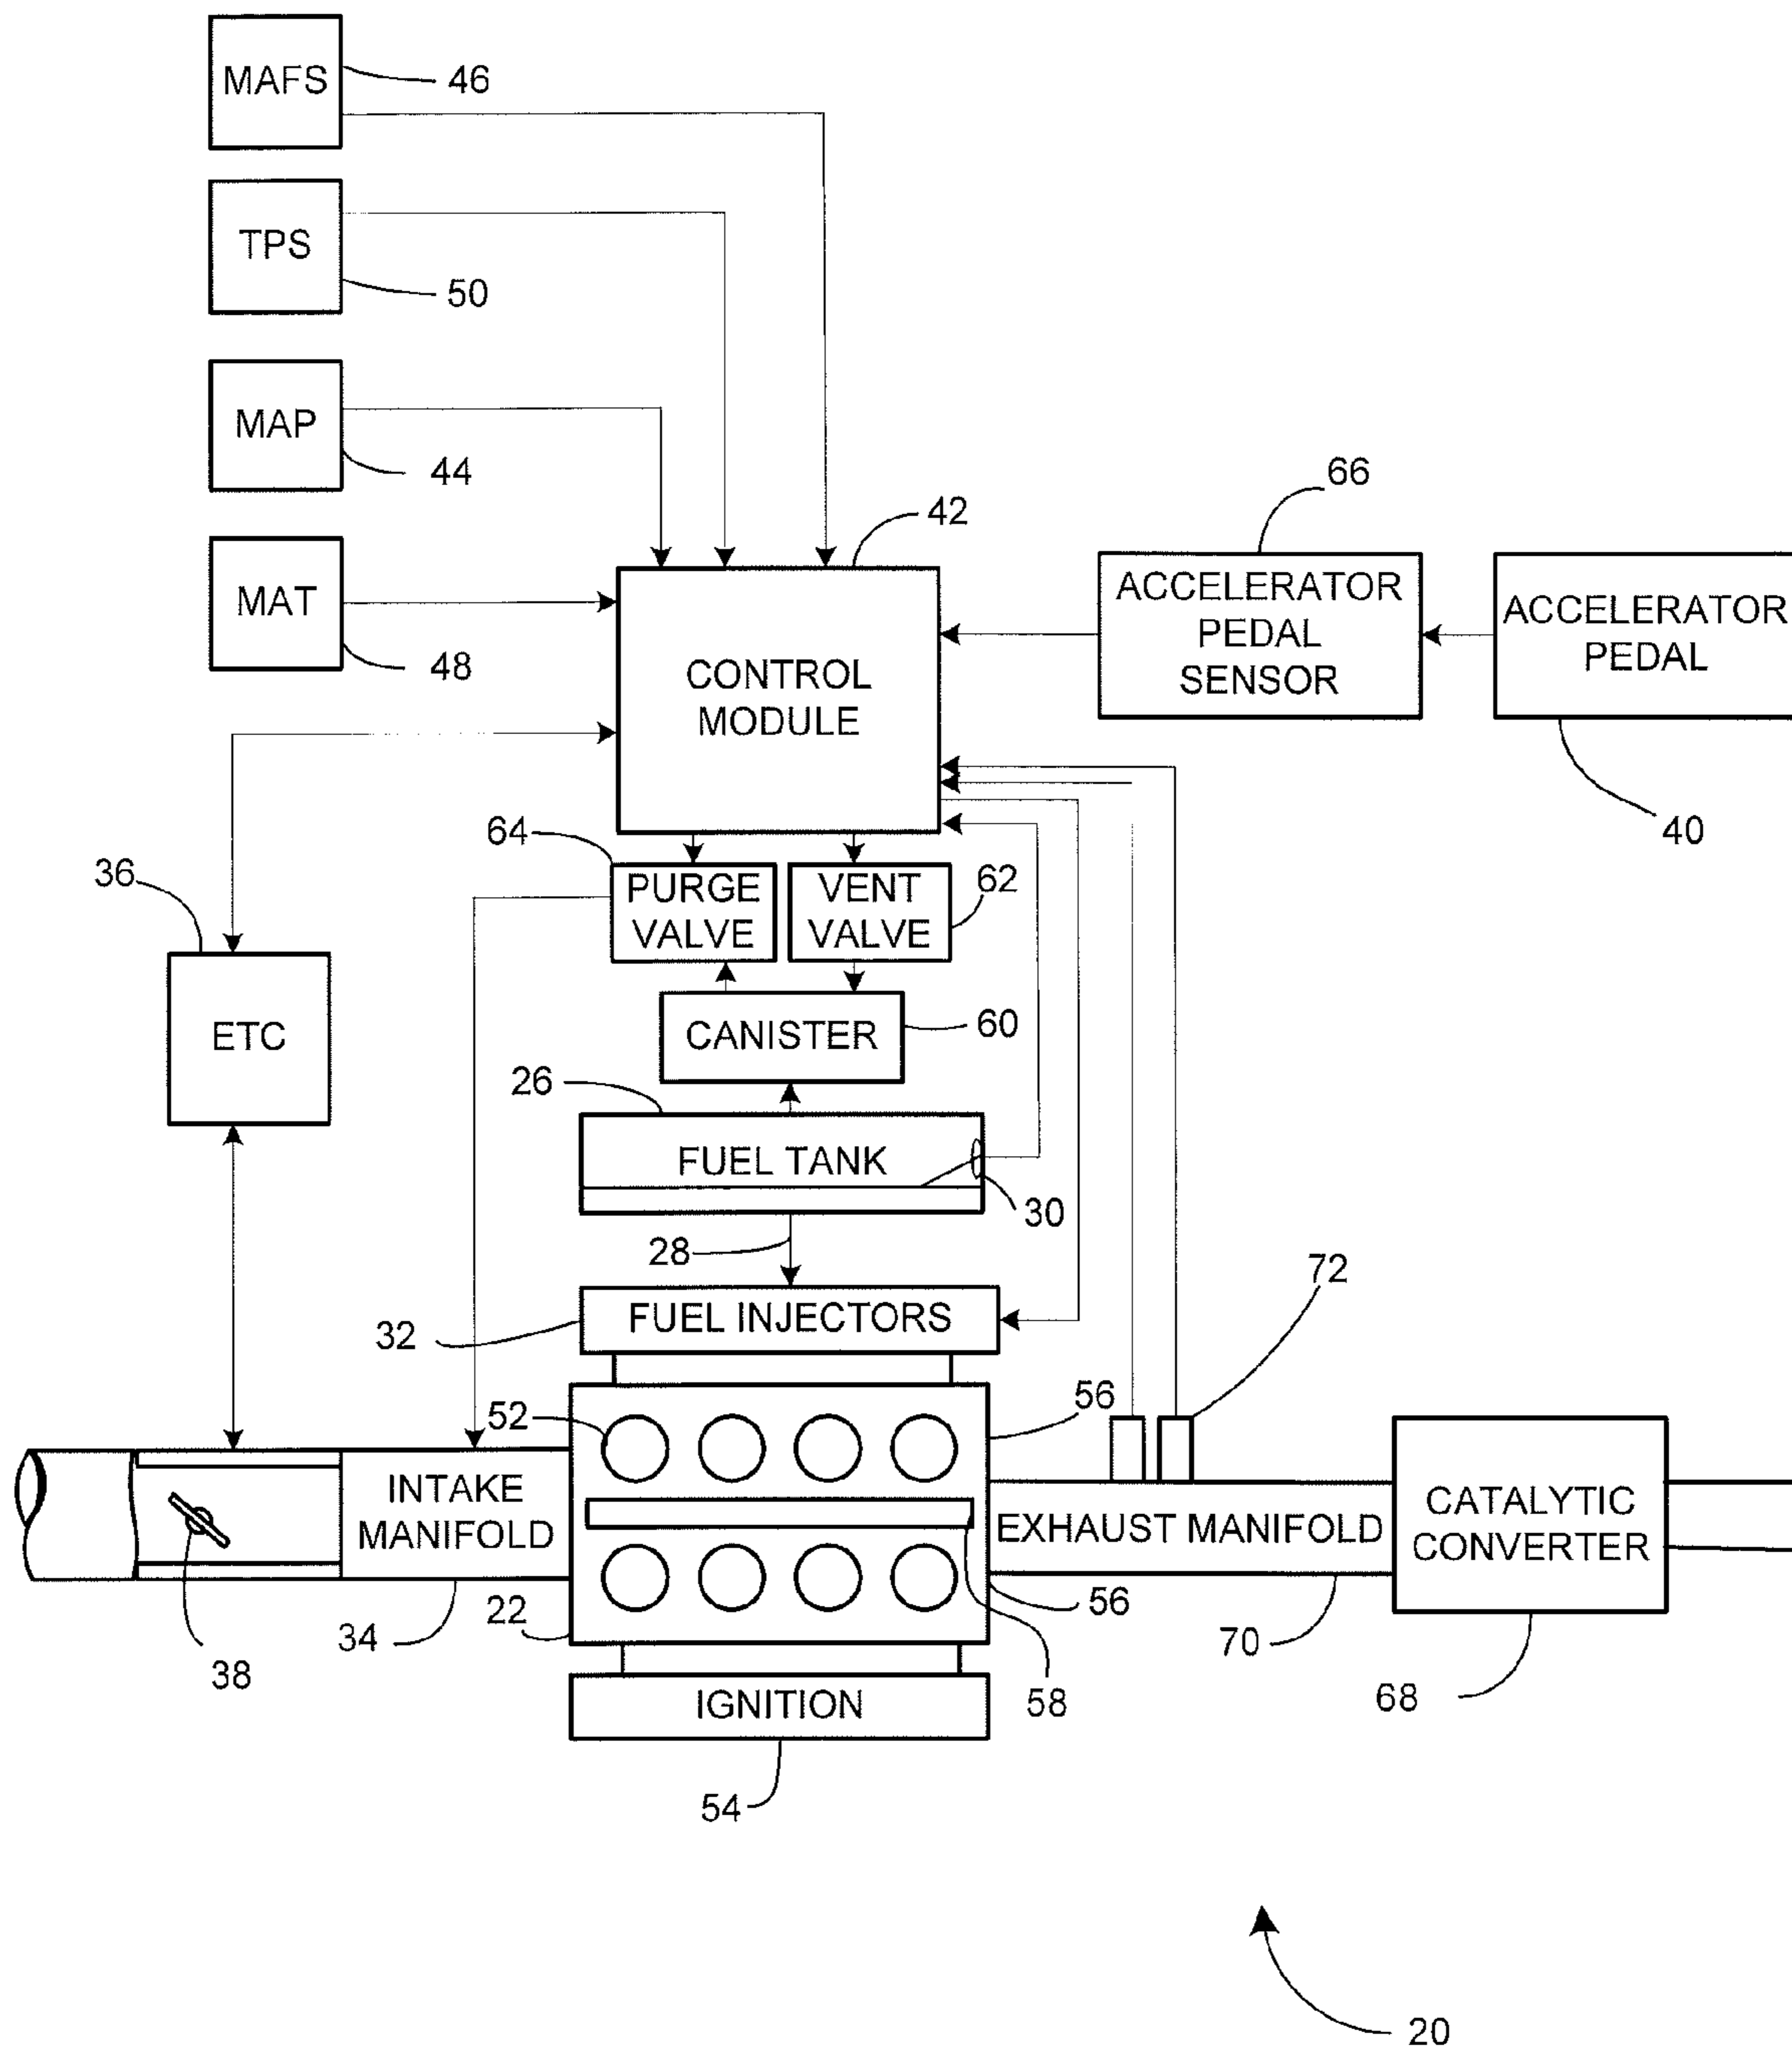 MAFS
46
TPS
50
MAP
44
MAT
48
42
66
CONTROL
MODULE
ACCELERATOR
PEDAL
SENSOR
ACCELERATOR
PEDAL
40
64
36
PURGE
VALVE
VENT
VALVE
62
ETC
CANISTER
60
26
FUEL TANK
30
28
72
FUEL INJECTORS
32
52
56
INTAKE
MANIFOLD
EXHAUST MANIFOLD
CATALYTIC
CONVERTER
38
34
22
56
58
70
68
IGNITION
54
20